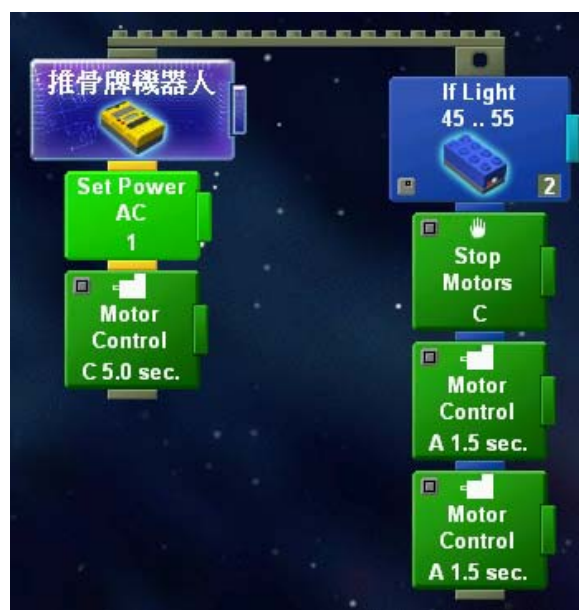 推骨牌機器人
Set Power
AC
1
Motor
Control
C 5.0 sec.
If Light
45 .. 55
2
Stop
Motors
C
Motor
Control
A 1.5 sec.
Motor
Control
A 1.5 sec.